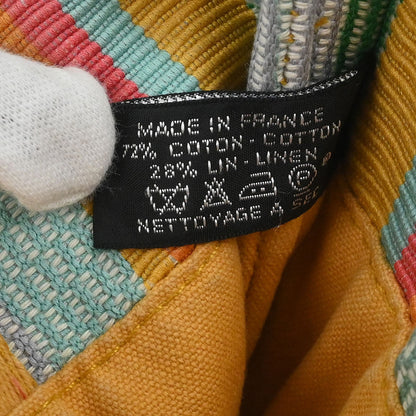 MADE IN FRANCE
72% COTON - COTTON
28% LIN - LINEN
NETTOYAGE À SEC